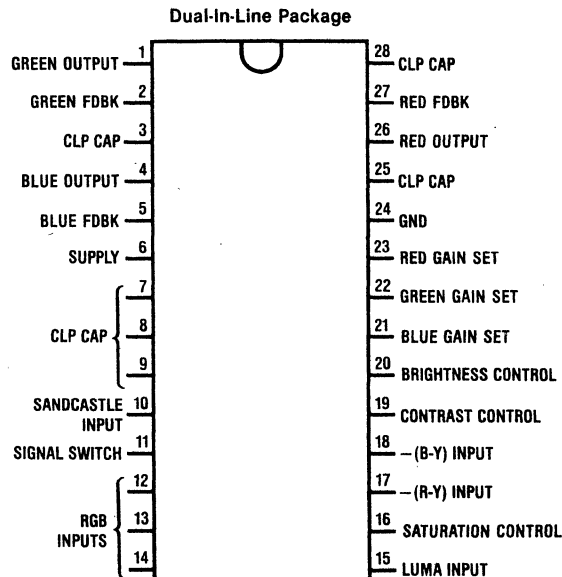 Dual-In-Line Package
GREEN OUTPUT 1
GREEN FDBK 2
CLP CAP 3
BLUE OUTPUT 4
BLUE FDBK 5
SUPPLY 6
7
CLP CAP 8
9
SANDCASTLE 10
INPUT
SIGNAL SWITCH 11
12
RGB 13
INPUTS
14
28 CLP CAP
27 RED FDBK
26 RED OUTPUT
25 CLP CAP
24 GND
23 RED GAIN SET
22 GREEN GAIN SET
21 BLUE GAIN SET
20 BRIGHTNESS CONTROL
19 CONTRAST CONTROL
18 –(B-Y) INPUT
17 –(R-Y) INPUT
16 SATURATION CONTROL
15 LUMA INPUT